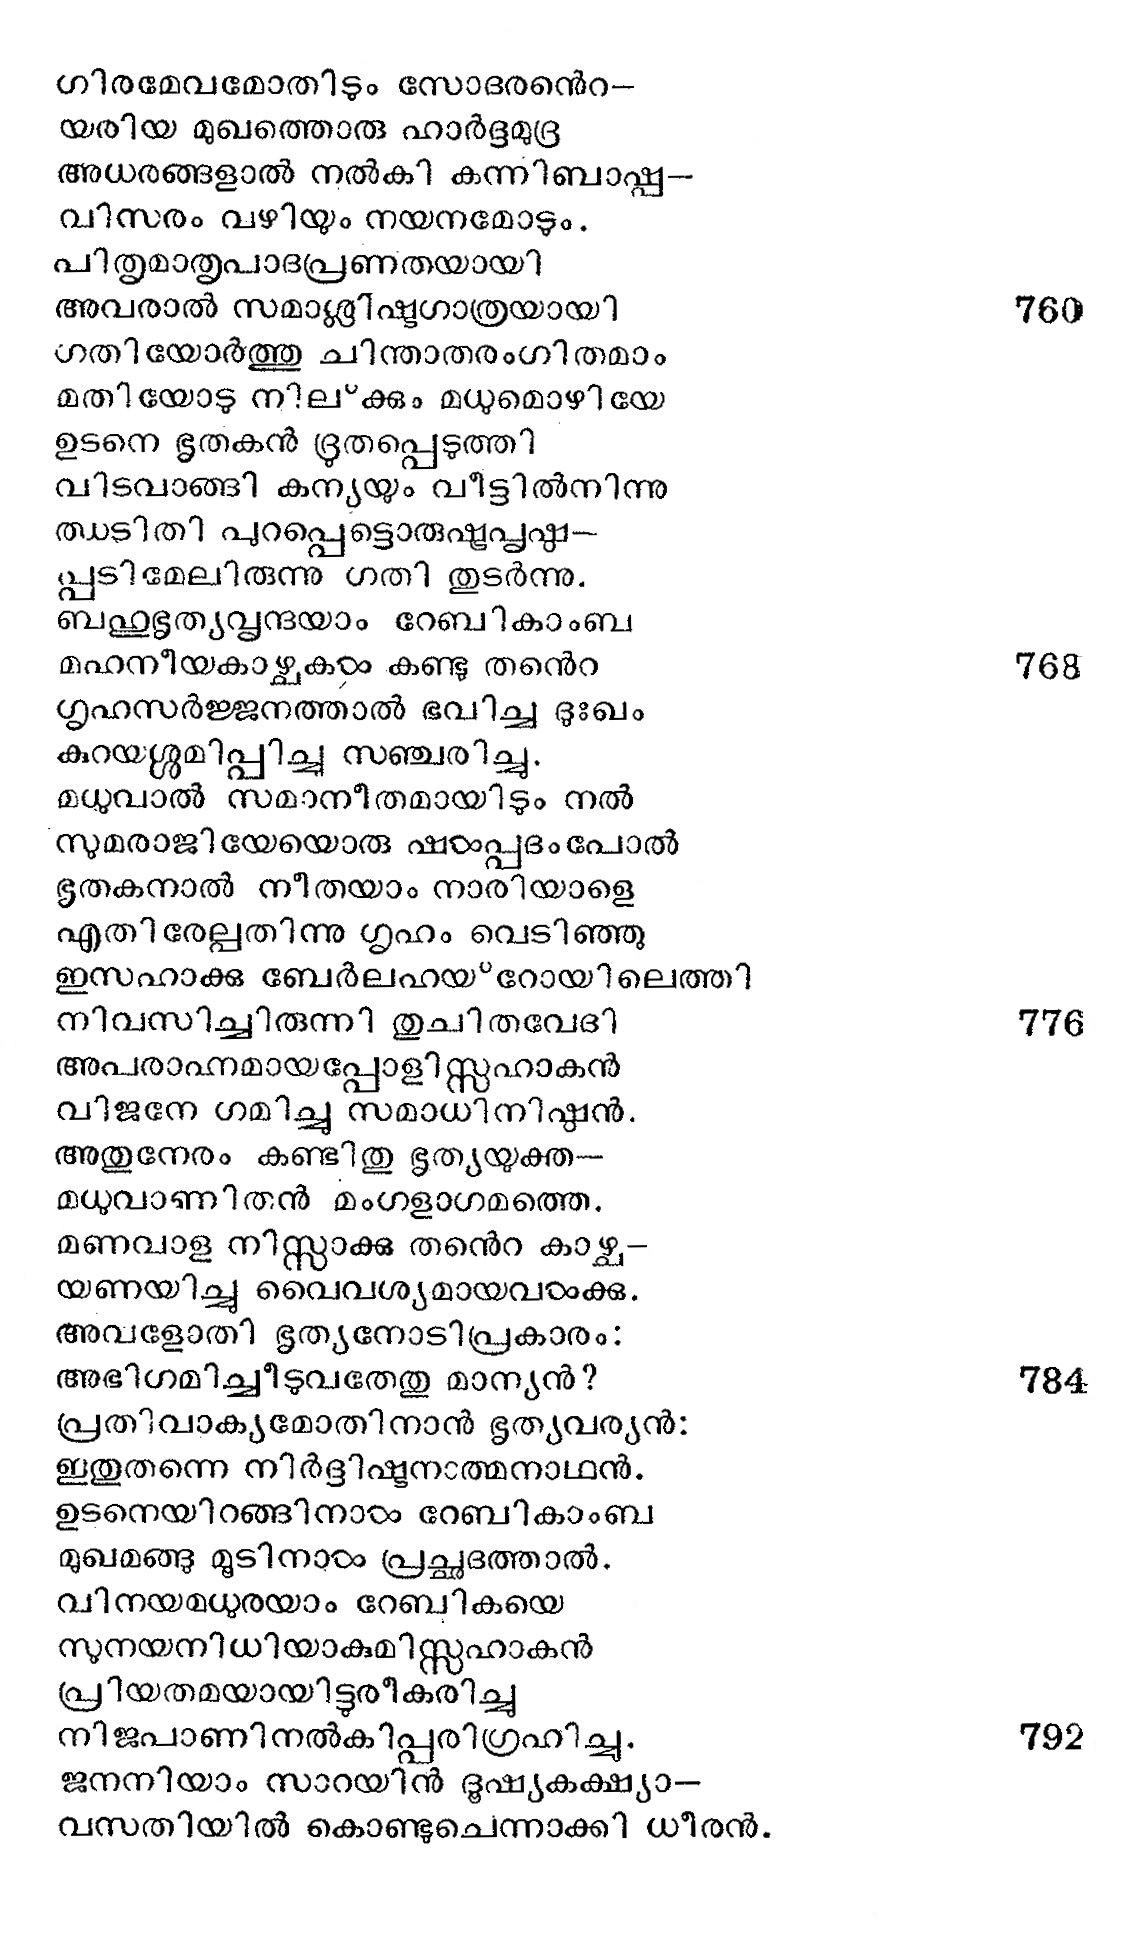 ഗിരമേവമോതിടും സോദരന്റെ—
യരിയ മുഖത്തൊരു ഹാർദ്ദമുദ്ര
അധരങ്ങളാൽ നൽകി കന്നിബാഷ്പ—
വിസരം വഴിയും നയനമോടും.
പിതൃമാതൃപാദപ്രണതയായി
അവരാൽ സമാശ്ലിഷ്ടഗാത്രയായി 760
ഗതിയോർത്തു ചിന്താതരംഗിതമാം
മതിയോടു നില്ക്കും മധുമൊഴിയേ
ഉടനെ ഭൃതകൻ ദ്രുതപ്പെടുത്തി
വിടവാങ്ങി കന്യയും വീട്ടിൽനിന്നു
ഝടിതി പുറപ്പെട്ടൊരുഷ്ട്രപൃഷ്ഠ—
പ്പടിമേലിരുന്നു ഗതി തുടർന്നു.
ബഹുഭൃത്യവൃന്ദയാം റേബികാംബ
മഹനീയകാഴ്ചകൾ കണ്ടു തന്റെ 768
ഗൃഹസർജ്ജനത്താൽ ഭവിച്ച ദുഃഖം
കുറയശ്ശമിപ്പിച്ചു സഞ്ചരിച്ചു.
മധുവാൽ സമാനീതമായിടും നൽ
സുമരാജിയേയൊരു ഷൾപ്പദംപോൽ
ഭൃതകനാൽ നീതയാം നാരിയാളെ
എതിരേല്പതിന്നു ഗൃഹം വെടിഞ്ഞു
ഇസഹാക്കു ബേർലഹയ്റോയിലെത്തി
നിവസിച്ചിരുന്നി തുചിതവേദി 776
അപരാഹ്നമായപ്പോളിസ്സഹാകൻ
വിജനേ ഗമിച്ചു സമാധിനിഷ്ഠൻ.
അതുനേരം കണ്ടിതു ഭൃത്യയുക്ത—
മധുവാണിതൻ മംഗളാഗമത്തെ.
മണവാള നിസ്സാക്കു തന്റെ കാഴ്ച—
യണയിച്ചു വൈവശ്യമായവൾക്കു.
അവളോതി ഭൃത്യനോടിപ്രകാരം:
അഭിഗമിച്ചീടുവതേതു മാന്യൻ? 784
പ്രതിവാക്യമോതിനാൻ ഭൃത്യവര്യൻ:
ഇതുതന്നെ നിർദ്ദിഷ്ടനാത്മനാഥൻ.
ഉടനെയിറങ്ങിനാൾ റേബികാംബ
മുഖമങ്ങു മൂടിനാൾ പ്രച്ഛദത്താൽ.
വിനയമധുരയാം റേബികയെ
സുനയനിധിയാകുമിസ്സഹാകൻ
പ്രിയതമയായിട്ടുരീകരിച്ചു
നിജപാണിനൽകിപ്പരിഗ്രഹിച്ചു. 792
ജനനിയാം സാറയിൻ ദൂഷ്യകക്ഷ്യാ—
വസതിയിൽ കൊണ്ടുചെന്നാക്കി ധീരൻ.